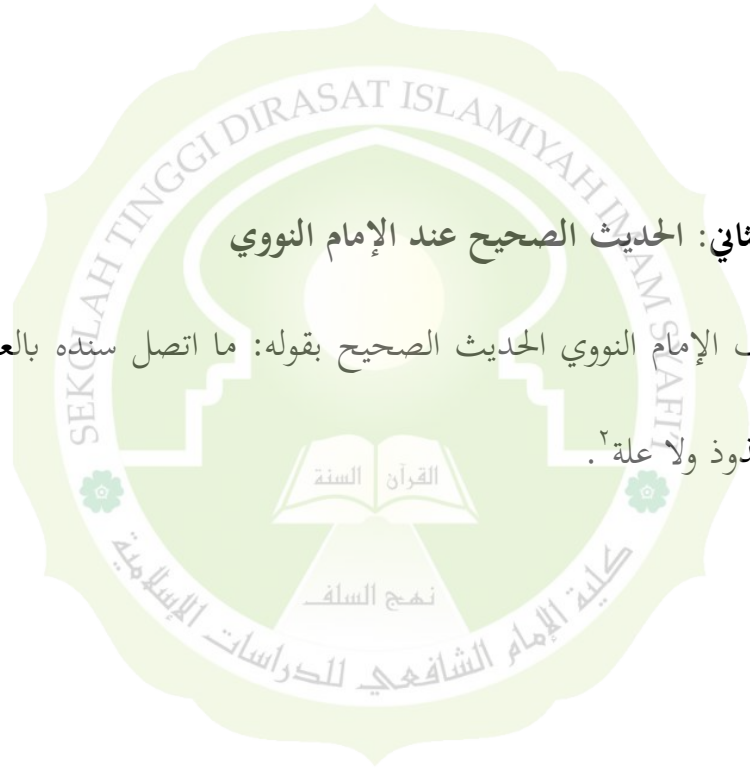 SEKOLAH TINGGI DIRASAT ISLAMIYAH IMAM SYAFI'I
ثاني: الحديث الصحيح عند الإمام النووي
ف الإمام النووي الحديث الصحيح بقوله: ما اتصل سنده بالع
ذوذ ولا علة٢.
القرآن السنة
نهج السلف
كلية الإمام الشافعي للدراسات الإسلامية